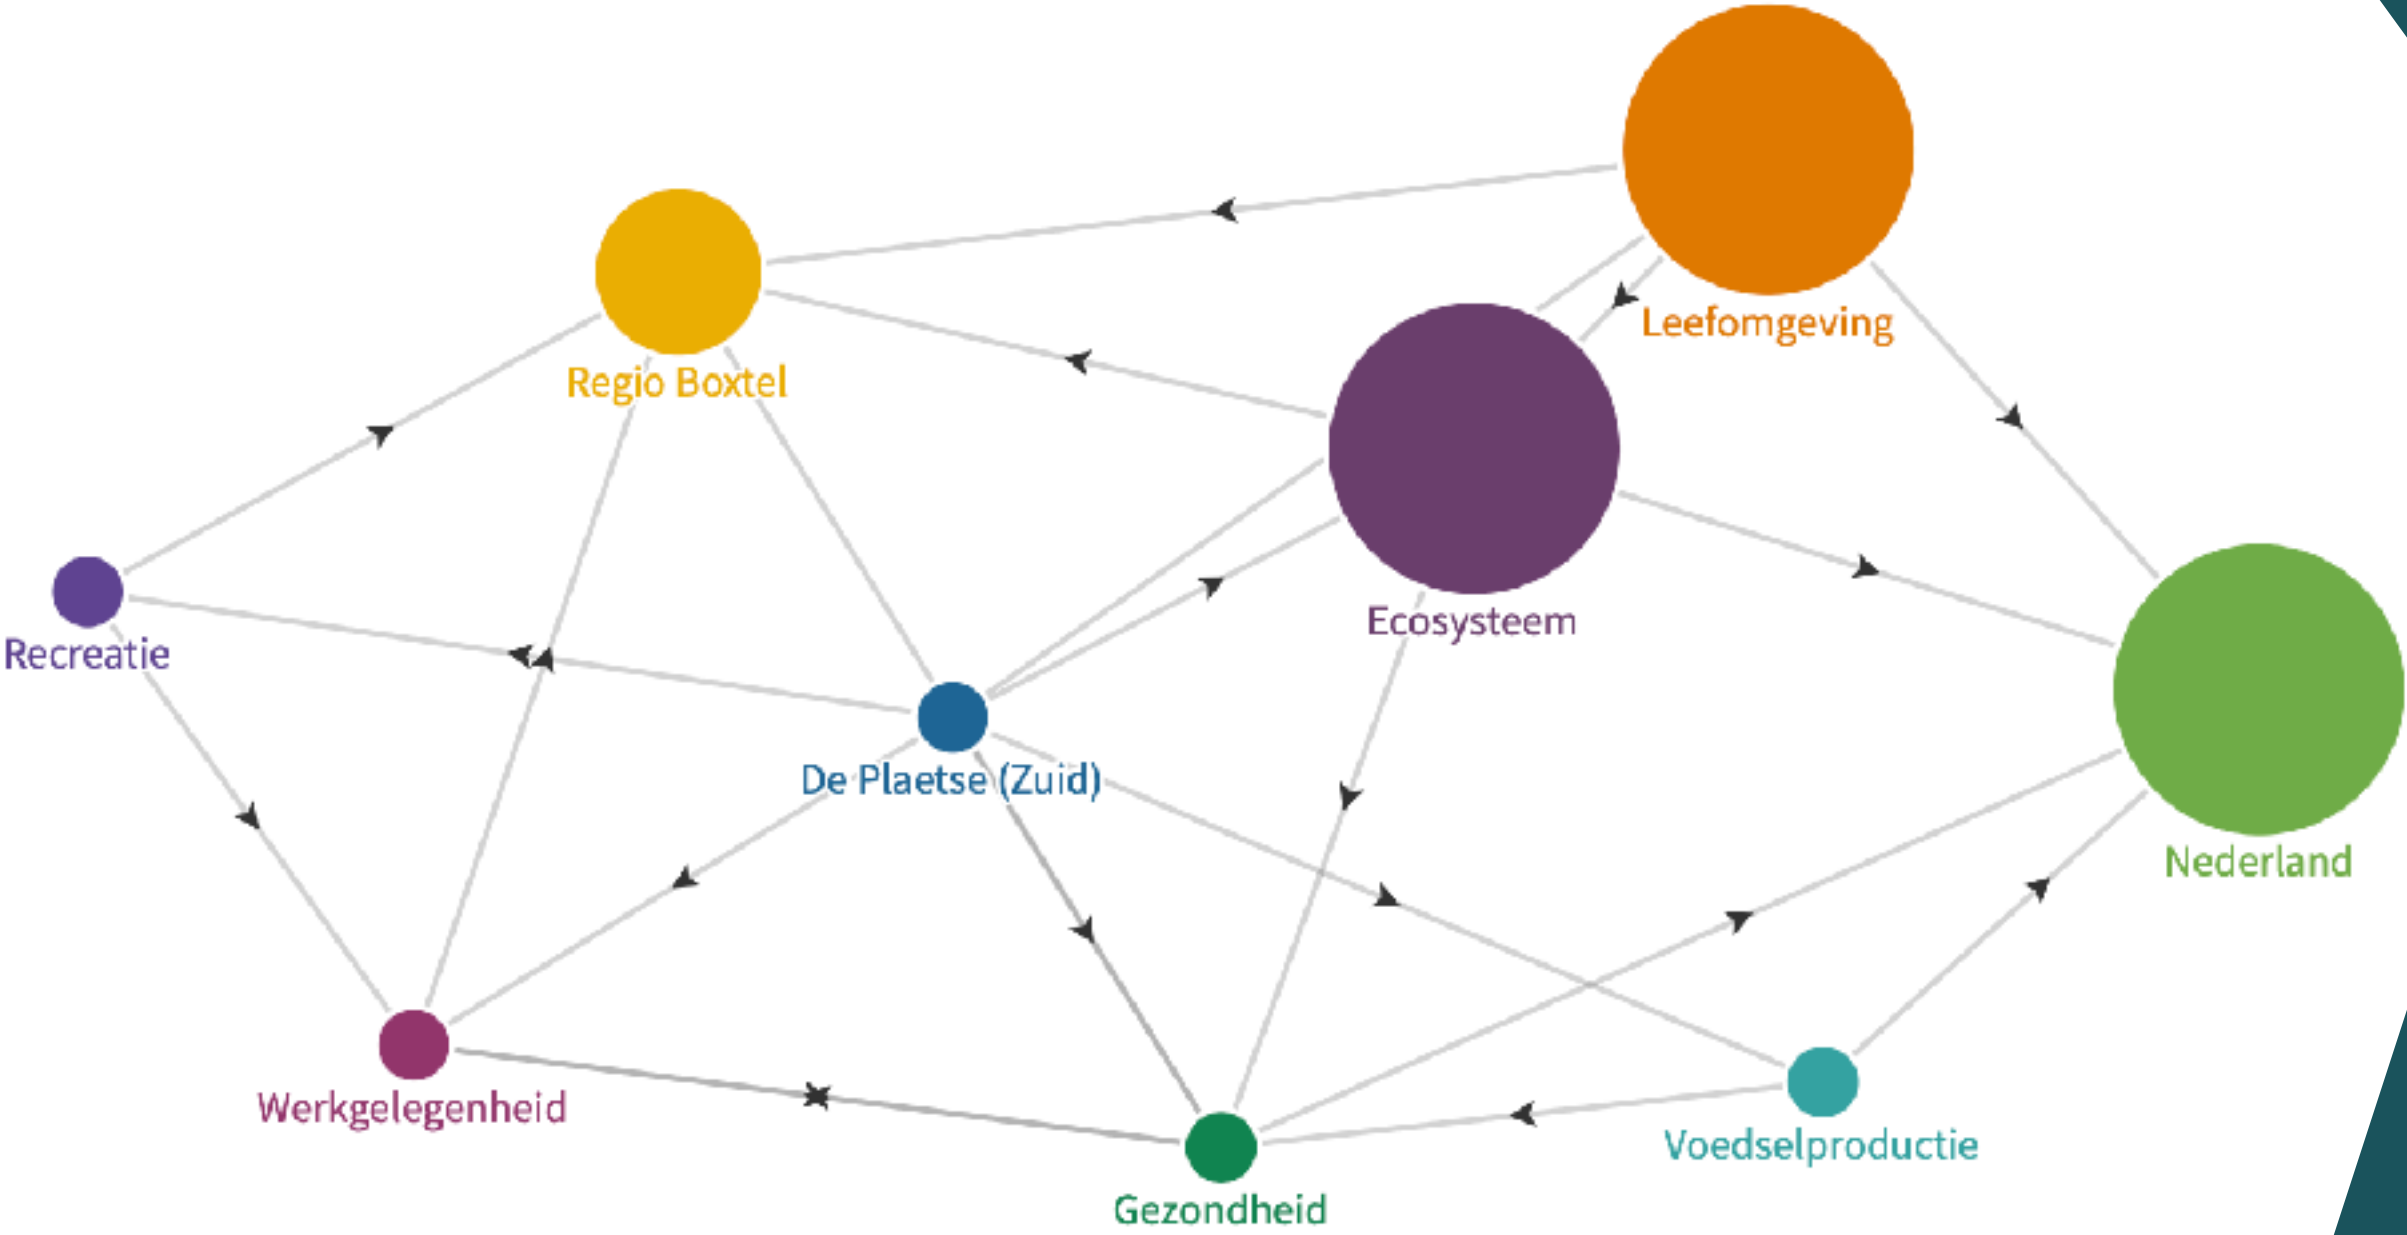 Leefomgeving
Regio Boxtel
Ecosysteem
Recreatie
De Plaetse (Zuid)
Nederland
Werkgelegenheid
Voedselproductie
Gezondheid